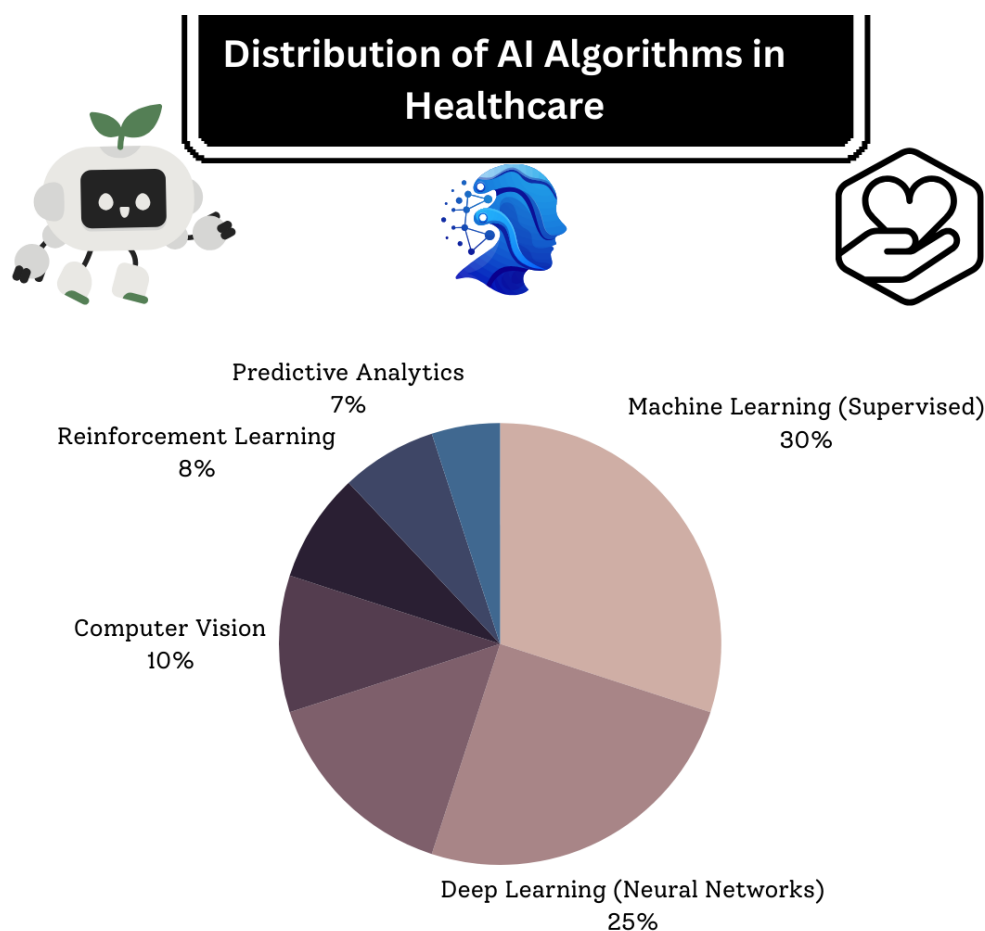 Distribution of AI Algorithms in
Healthcare
Predictive Analytics
7%
Machine Learning (Supervised)
30%
Reinforcement Learning
8%
Computer Vision
10%
Deep Learning (Neural Networks)
25%